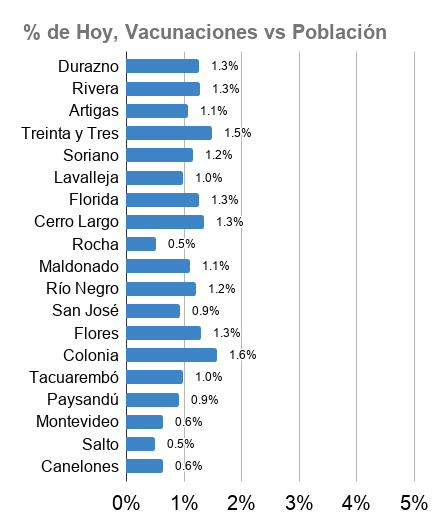 % de Hoy, Vacunaciones vs Población
Durazno 1.3%
Rivera 1.3%
Artigas 1.1%
Treinta y Tres 1.5%
Soriano 1.2%
Lavalleja 1.0%
Florida 1.3%
Cerro Largo 1.3%
Rocha 0.5%
Maldonado 1.1%
Río Negro 1.2%
San José 0.9%
Flores 1.3%
Colonia 1.6%
Tacuarembó 1.0%
Paysandú 0.9%
Montevideo 0.6%
Salto 0.5%
Canelones 0.6%
0% 1% 2% 3% 4% 5%